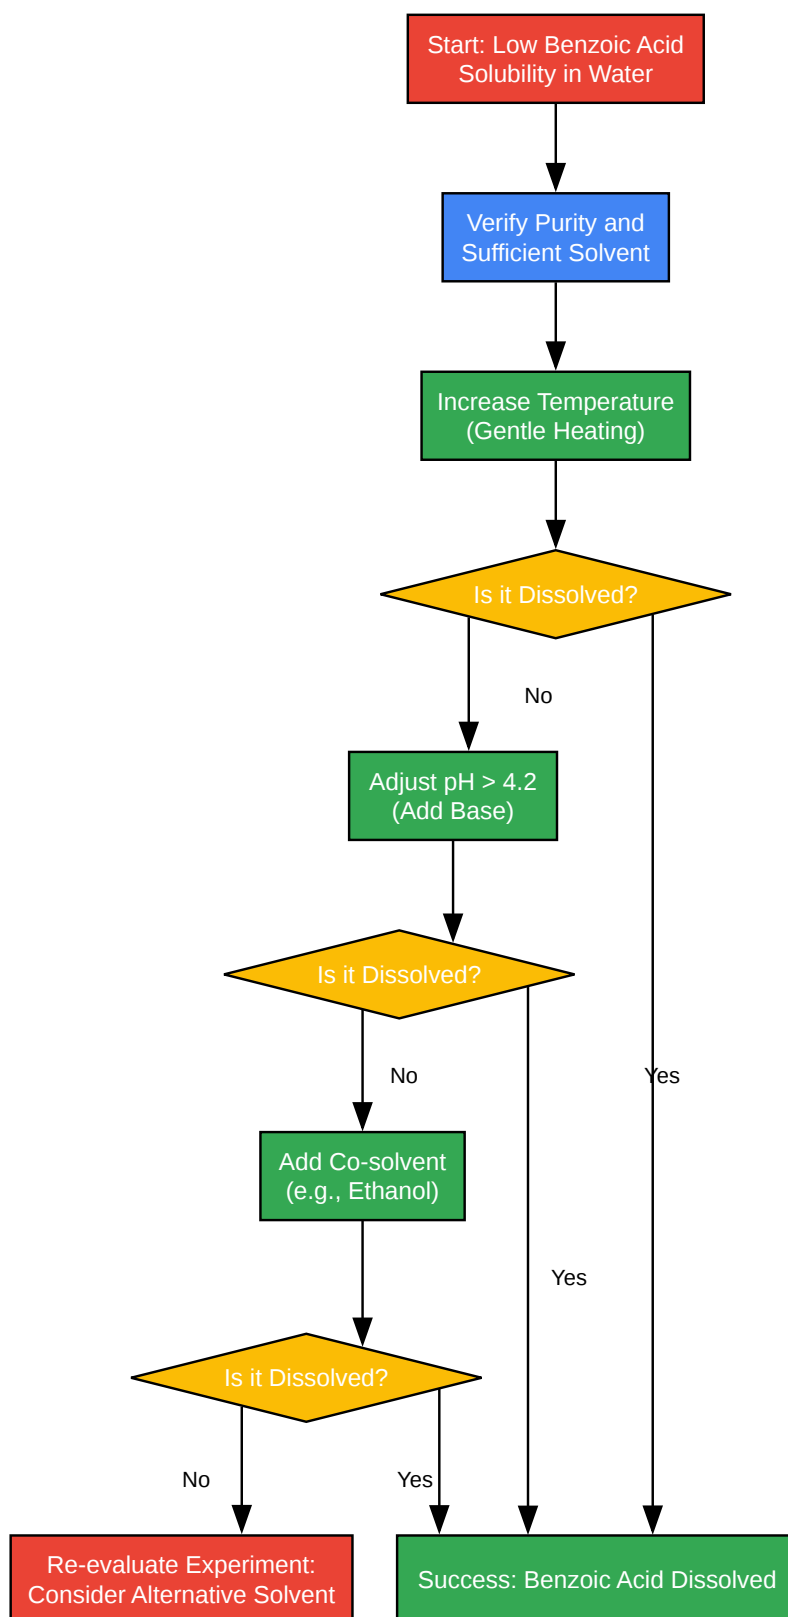 Start: Low Benzoic Acid
Solubility in Water
Verify Purity and
Sufficient Solvent
Increase Temperature
(Gentle Heating)
Is it Dissolved?
No
Adjust pH > 4.2
(Add Base)
Is it Dissolved?
No
Yes
Add Co-solvent
(e.g., Ethanol)
Yes
Is it Dissolved?
No
Yes
Re-evaluate Experiment:
Consider Alternative Solvent
Success: Benzoic Acid Dissolved